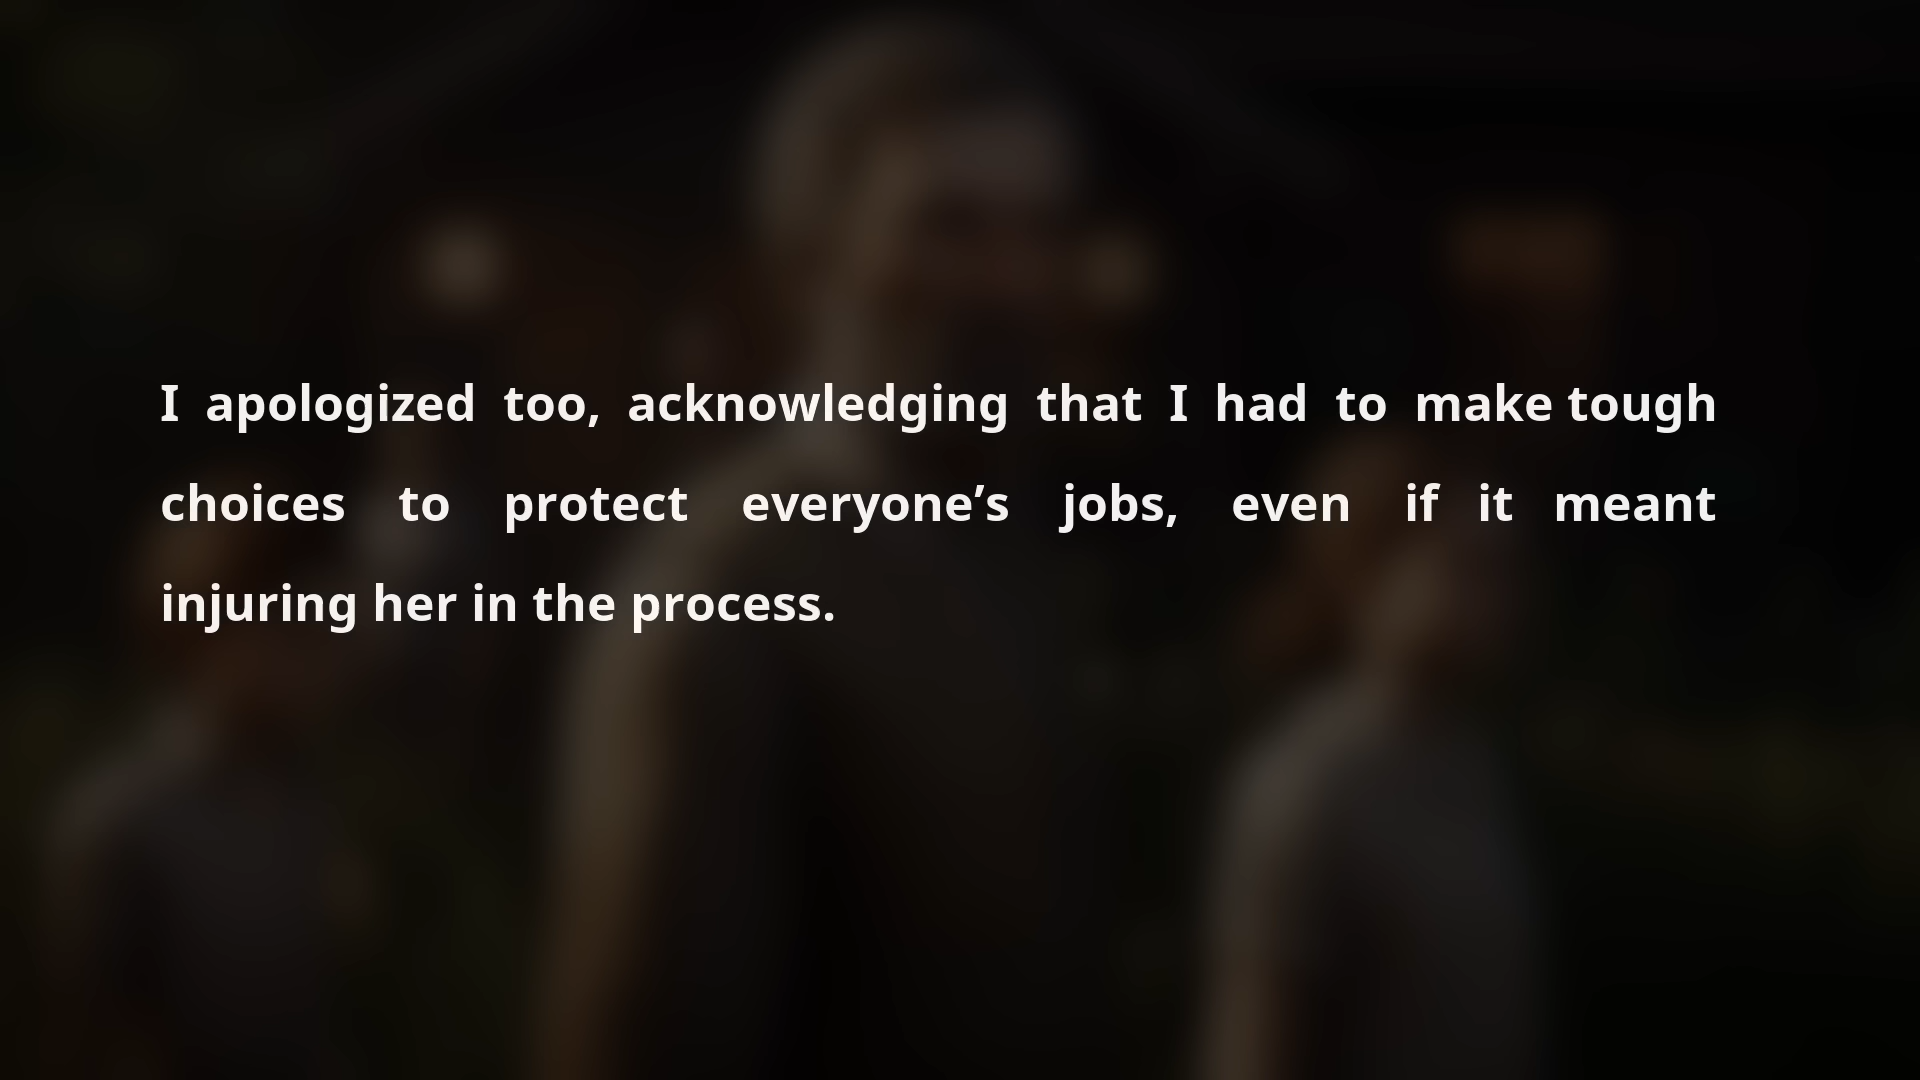 I apologized too, acknowledging that I had to make tough
choices to protect everyone’s jobs, even if it meant
injuring her in the process.